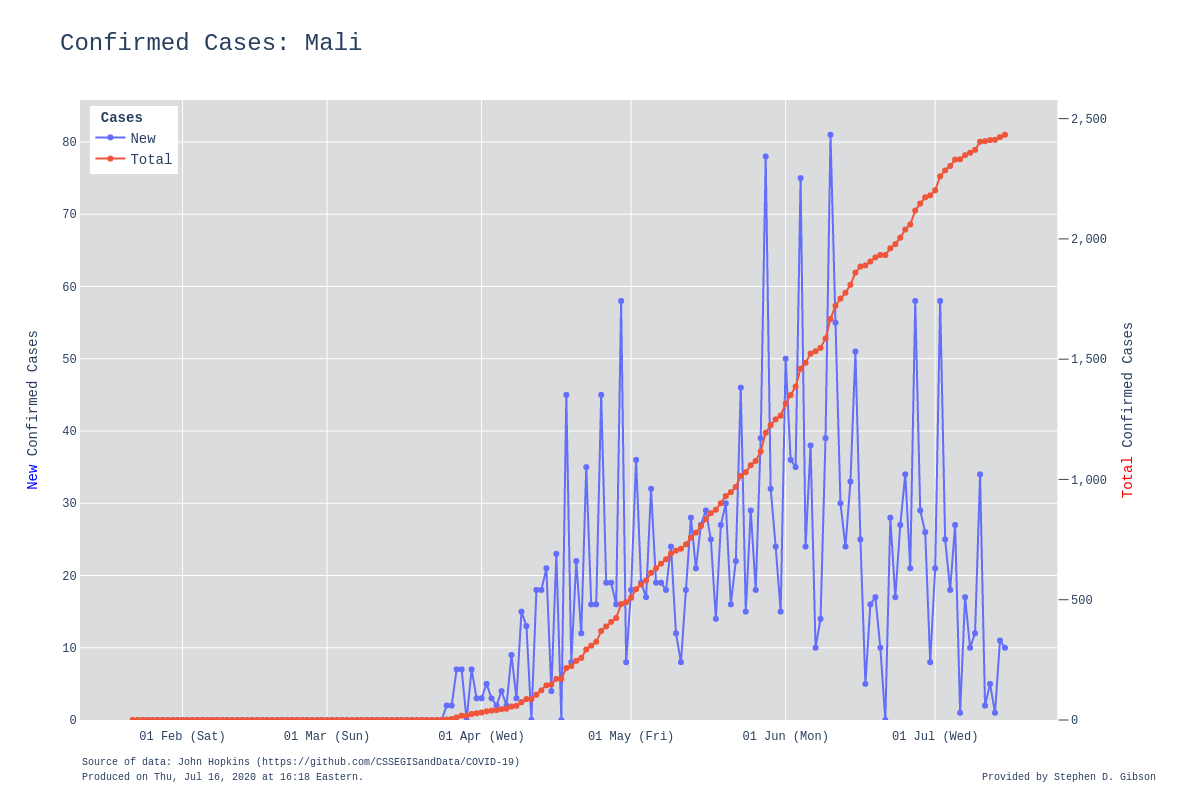 Confirmed Cases: Mali
Cases
New
Total
80
70
60
50
40
30
20
10
0
New Confirmed Cases
2,500
2,000
1,500
1,000
500
0
Total Confirmed Cases
01 Feb (Sat)
01 Mar (Sun)
01 Apr (Wed)
01 May (Fri)
01 Jun (Mon)
01 Jul (Wed)
Source of data: John Hopkins (https://github.com/CSSEGISandData/COVID-19)
Produced on Thu, Jul 16, 2020 at 16:18 Eastern.
Provided by Stephen D. Gibson